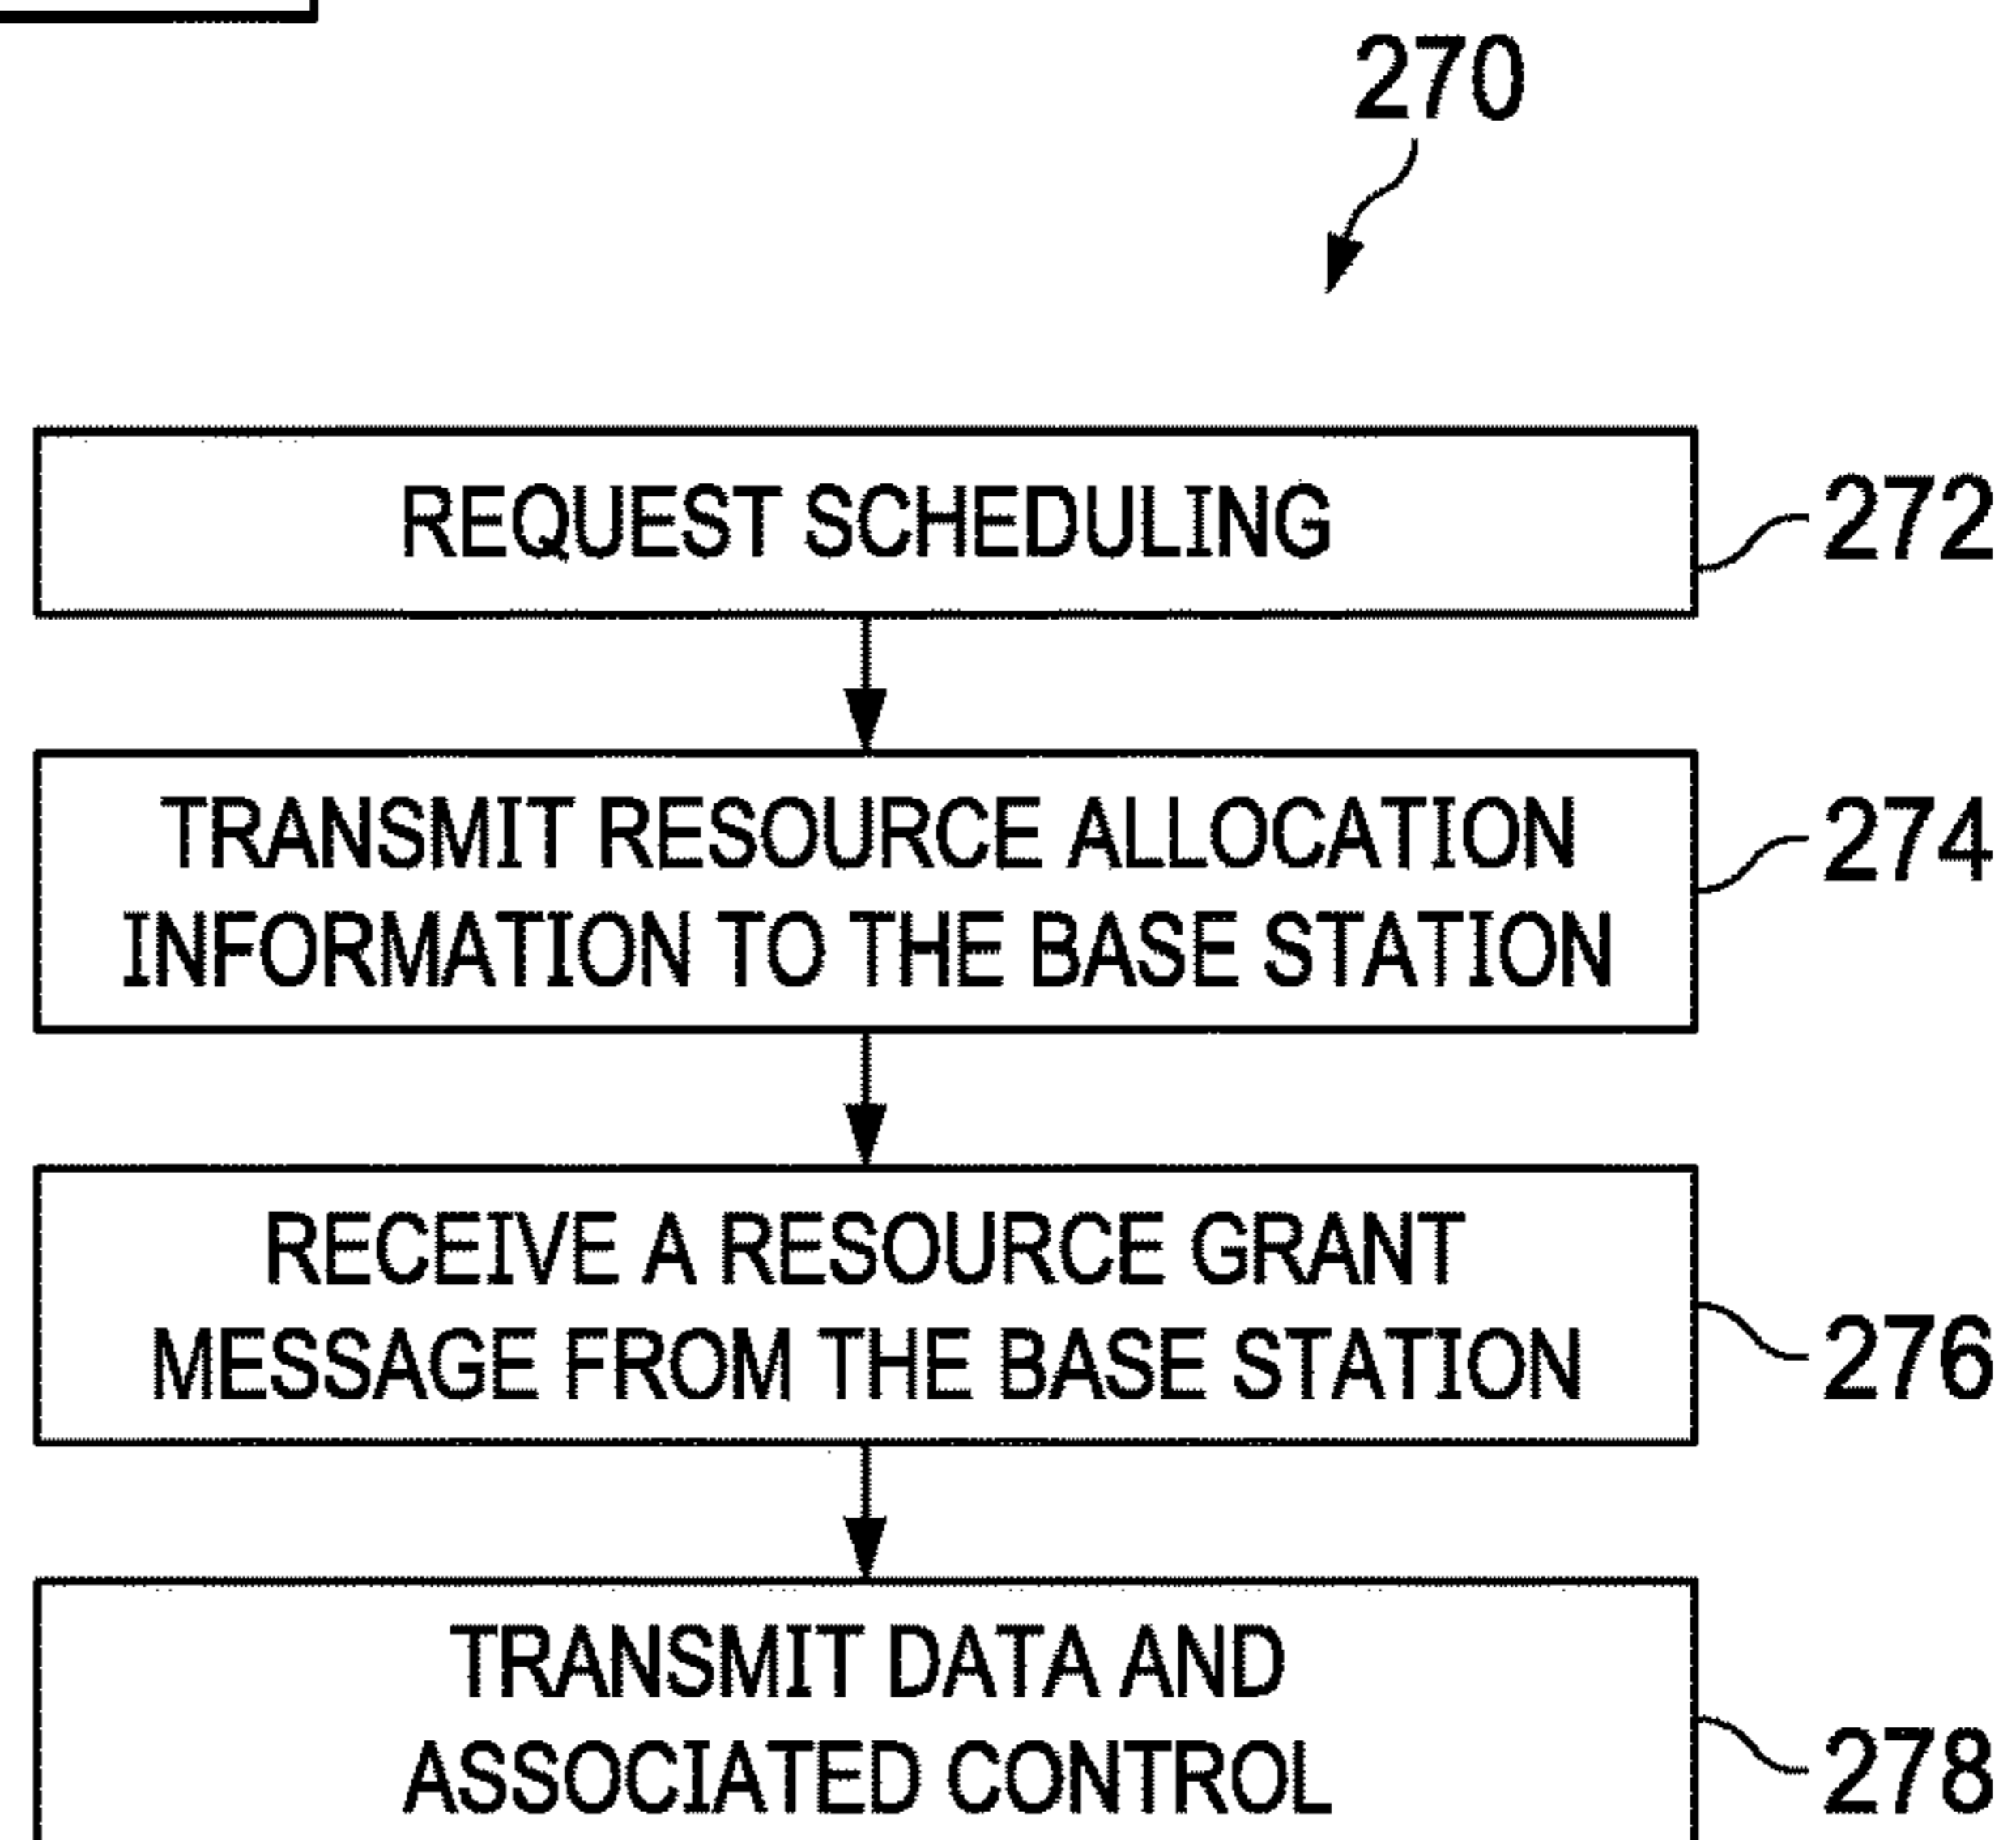 270
REQUEST SCHEDULING
272
TRANSMIT RESOURCE ALLOCATION
274
INFORMATION TO THE BASE STATION
RECEIVE A RESOURCE GRANT
MESSAGE FROM THE BASE STATION
276
TRANSMIT DATA AND
ASSOCIATED CONTROL
278